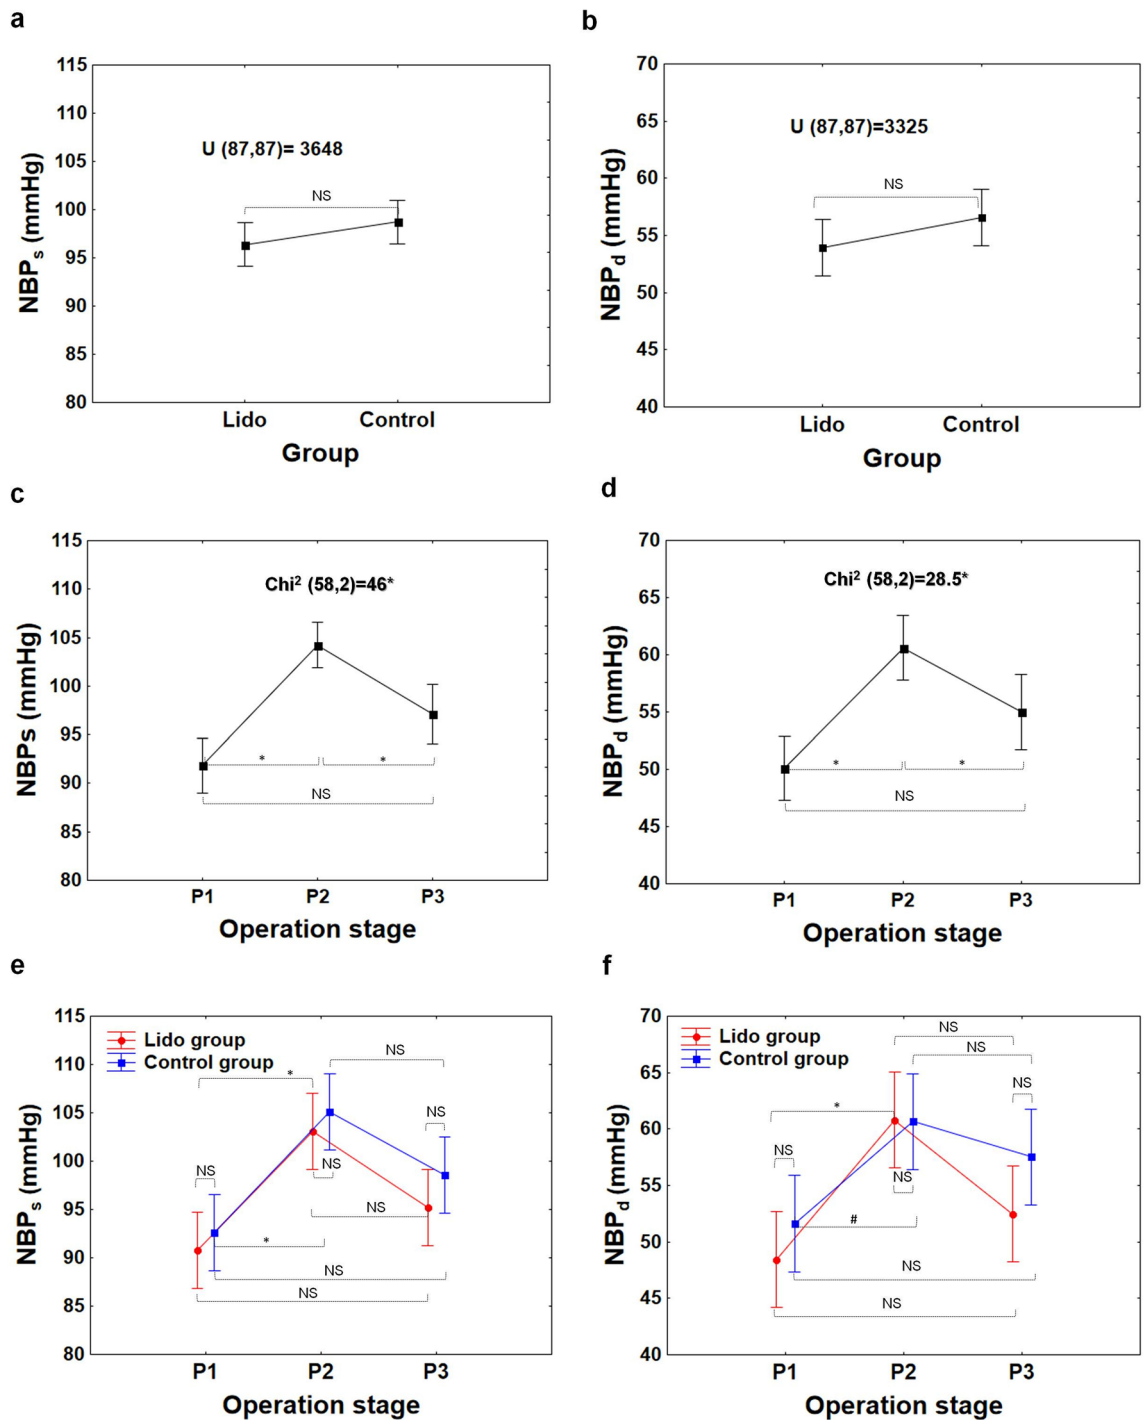 a
115
110
105
100
95
90
85
80
NBPs (mmHg)
U (87,87)= 3648
NS
Lido Control
Group
b
70
65
60
55
50
45
40
NBPd (mmHg)
U (87,87)=3325
NS
Lido Control
Group
c
115
110
105
100
95
90
85
80
NBPs (mmHg)
Chi² (58,2)=46*
* *
NS
P1 P2 P3
Operation stage
d
70
65
60
55
50
45
40
NBPd (mmHg)
Chi² (58,2)=28.5*
* *
NS
P1 P2 P3
Operation stage
e
115
110
105
100
95
90
85
80
NBPs (mmHg)
Lido group
Control group
NS
*
NS
NS
NS
NS
*
NS
NS
P1 P2 P3
Operation stage
f
70
65
60
55
50
45
40
NBPd (mmHg)
Lido group
Control group
NS
NS
NS
*
NS
NS
#
NS
NS
P1 P2 P3
Operation stage